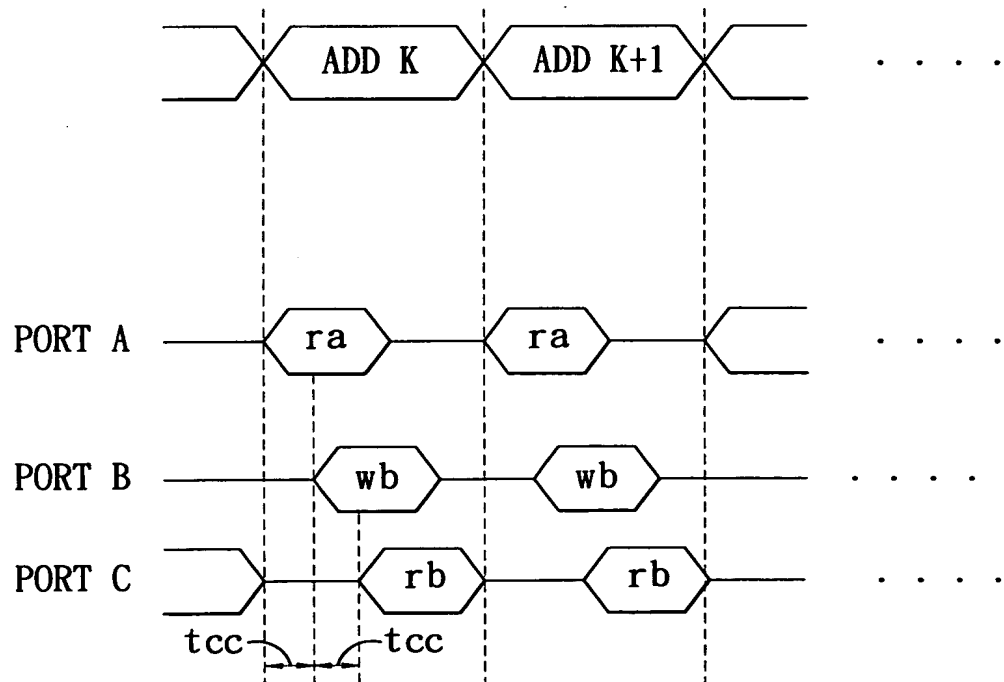 ADD K ADD K+1 . . . .
PORT A ra ra . . . .
PORT B wb wb . . . .
PORT C rb rb . . . .
tcc tcc